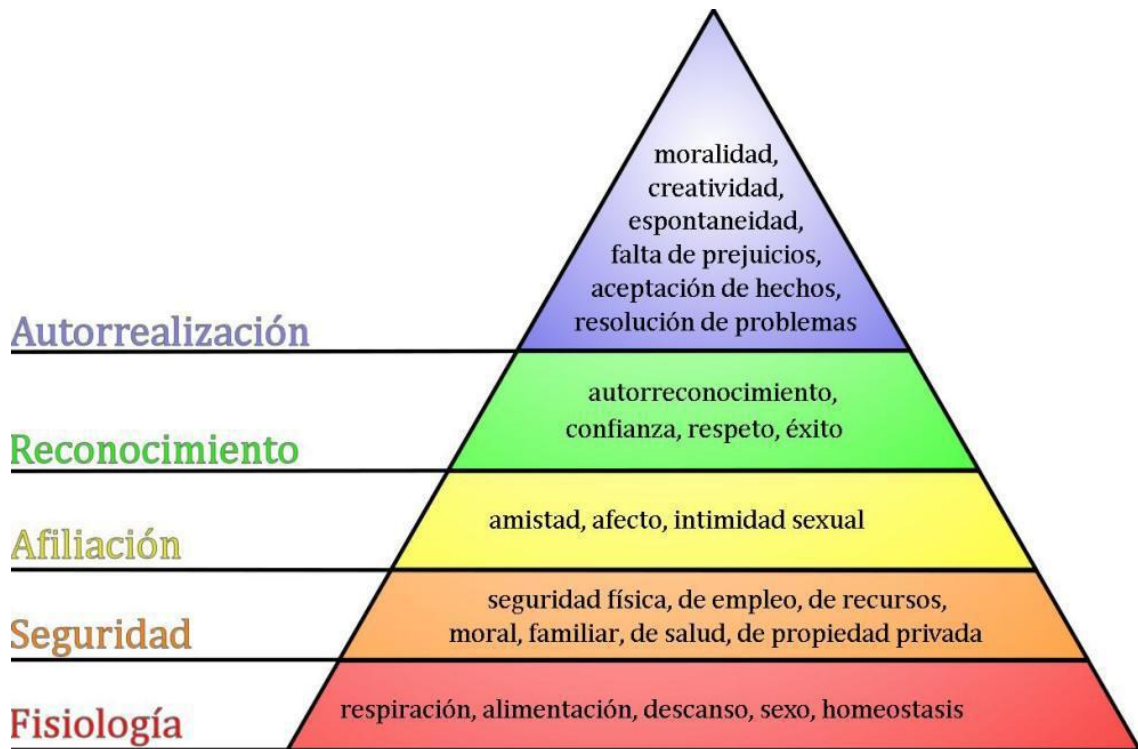 moralidad,
creatividad,
espontaneidad,
falta de prejuicios,
aceptación de hechos,
resolución de problemas
Autorrealización
autorreconocimiento,
confianza, respeto, éxito
Reconocimiento
amistad, afecto, intimidad sexual
Afiliación
seguridad física, de empleo, de recursos,
moral, familiar, de salud, de propiedad privada
Seguridad
respiración, alimentación, descanso, sexo, homeostasis
Fisiología